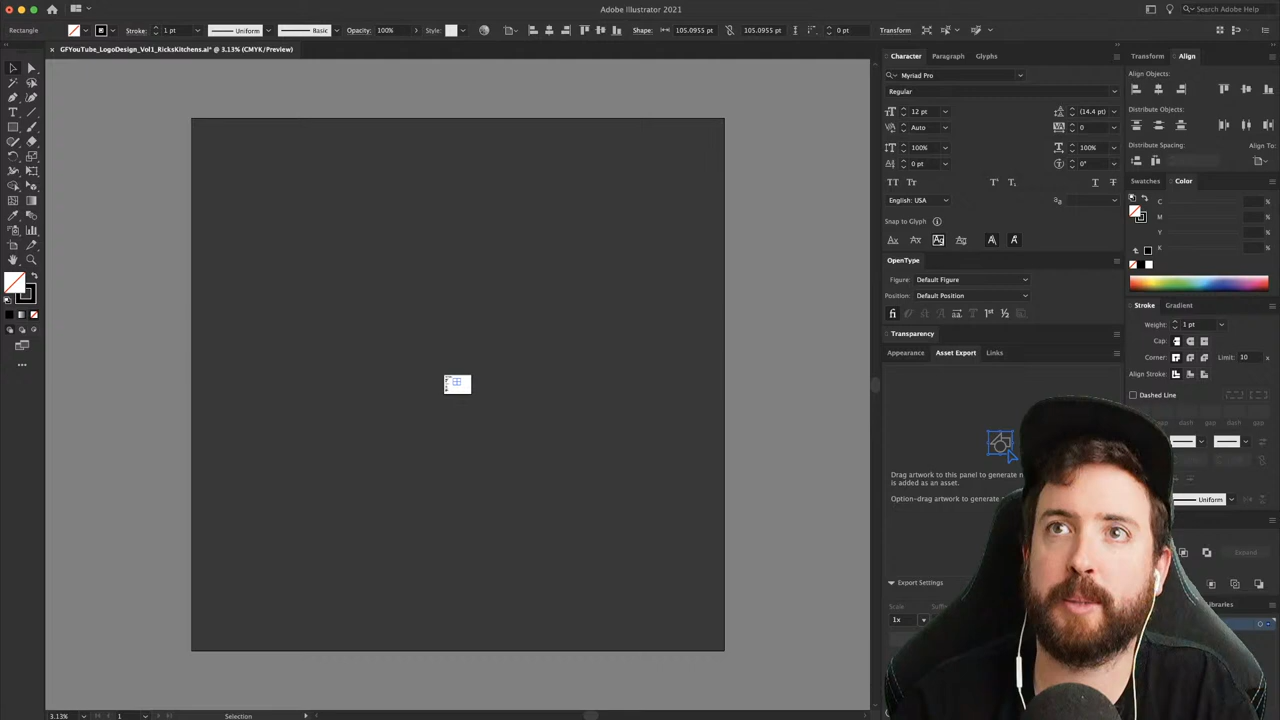 Adobe Illustrator 2021
Search Adobe Help
Rectangle
Stroke:
1 pt
Uniform
Basic
Opacity:
100%
Style:
Shape:
105.0955 pt
105.0955 pt
0 pt
Transform
GFYouTube_LogoDesign_Vol1_RicksKitchens.ai* @ 3.13% (CMYK/Preview)
Character
Paragraph
Glyphs
Myriad Pro
Regular
12 pt
(14.4 pt)
Auto
0
100%
100%
0 pt
0°
English: USA
Snap to Glyph
OpenType
Figure:
Default Figure
Position:
Default Position
Transparency
Appearance
Asset Export
Links
Drag artwork to this panel to generate
is added as an asset.
Option-drag artwork to generate
Export Settings
Scale
1x
Transform
Align
Align Objects:
Distribute Objects:
Distribute Spacing:
Align To:
Swatches
Color
C
%
M
%
Y
%
K
%
Stroke
Gradient
Weight:
1 pt
Cap:
Corner:
Limit:
10
x
Align Stroke:
Dashed Line
dash
gap
dash
gap
Uniform
Expand
Libraries
3.13%
1
Selection